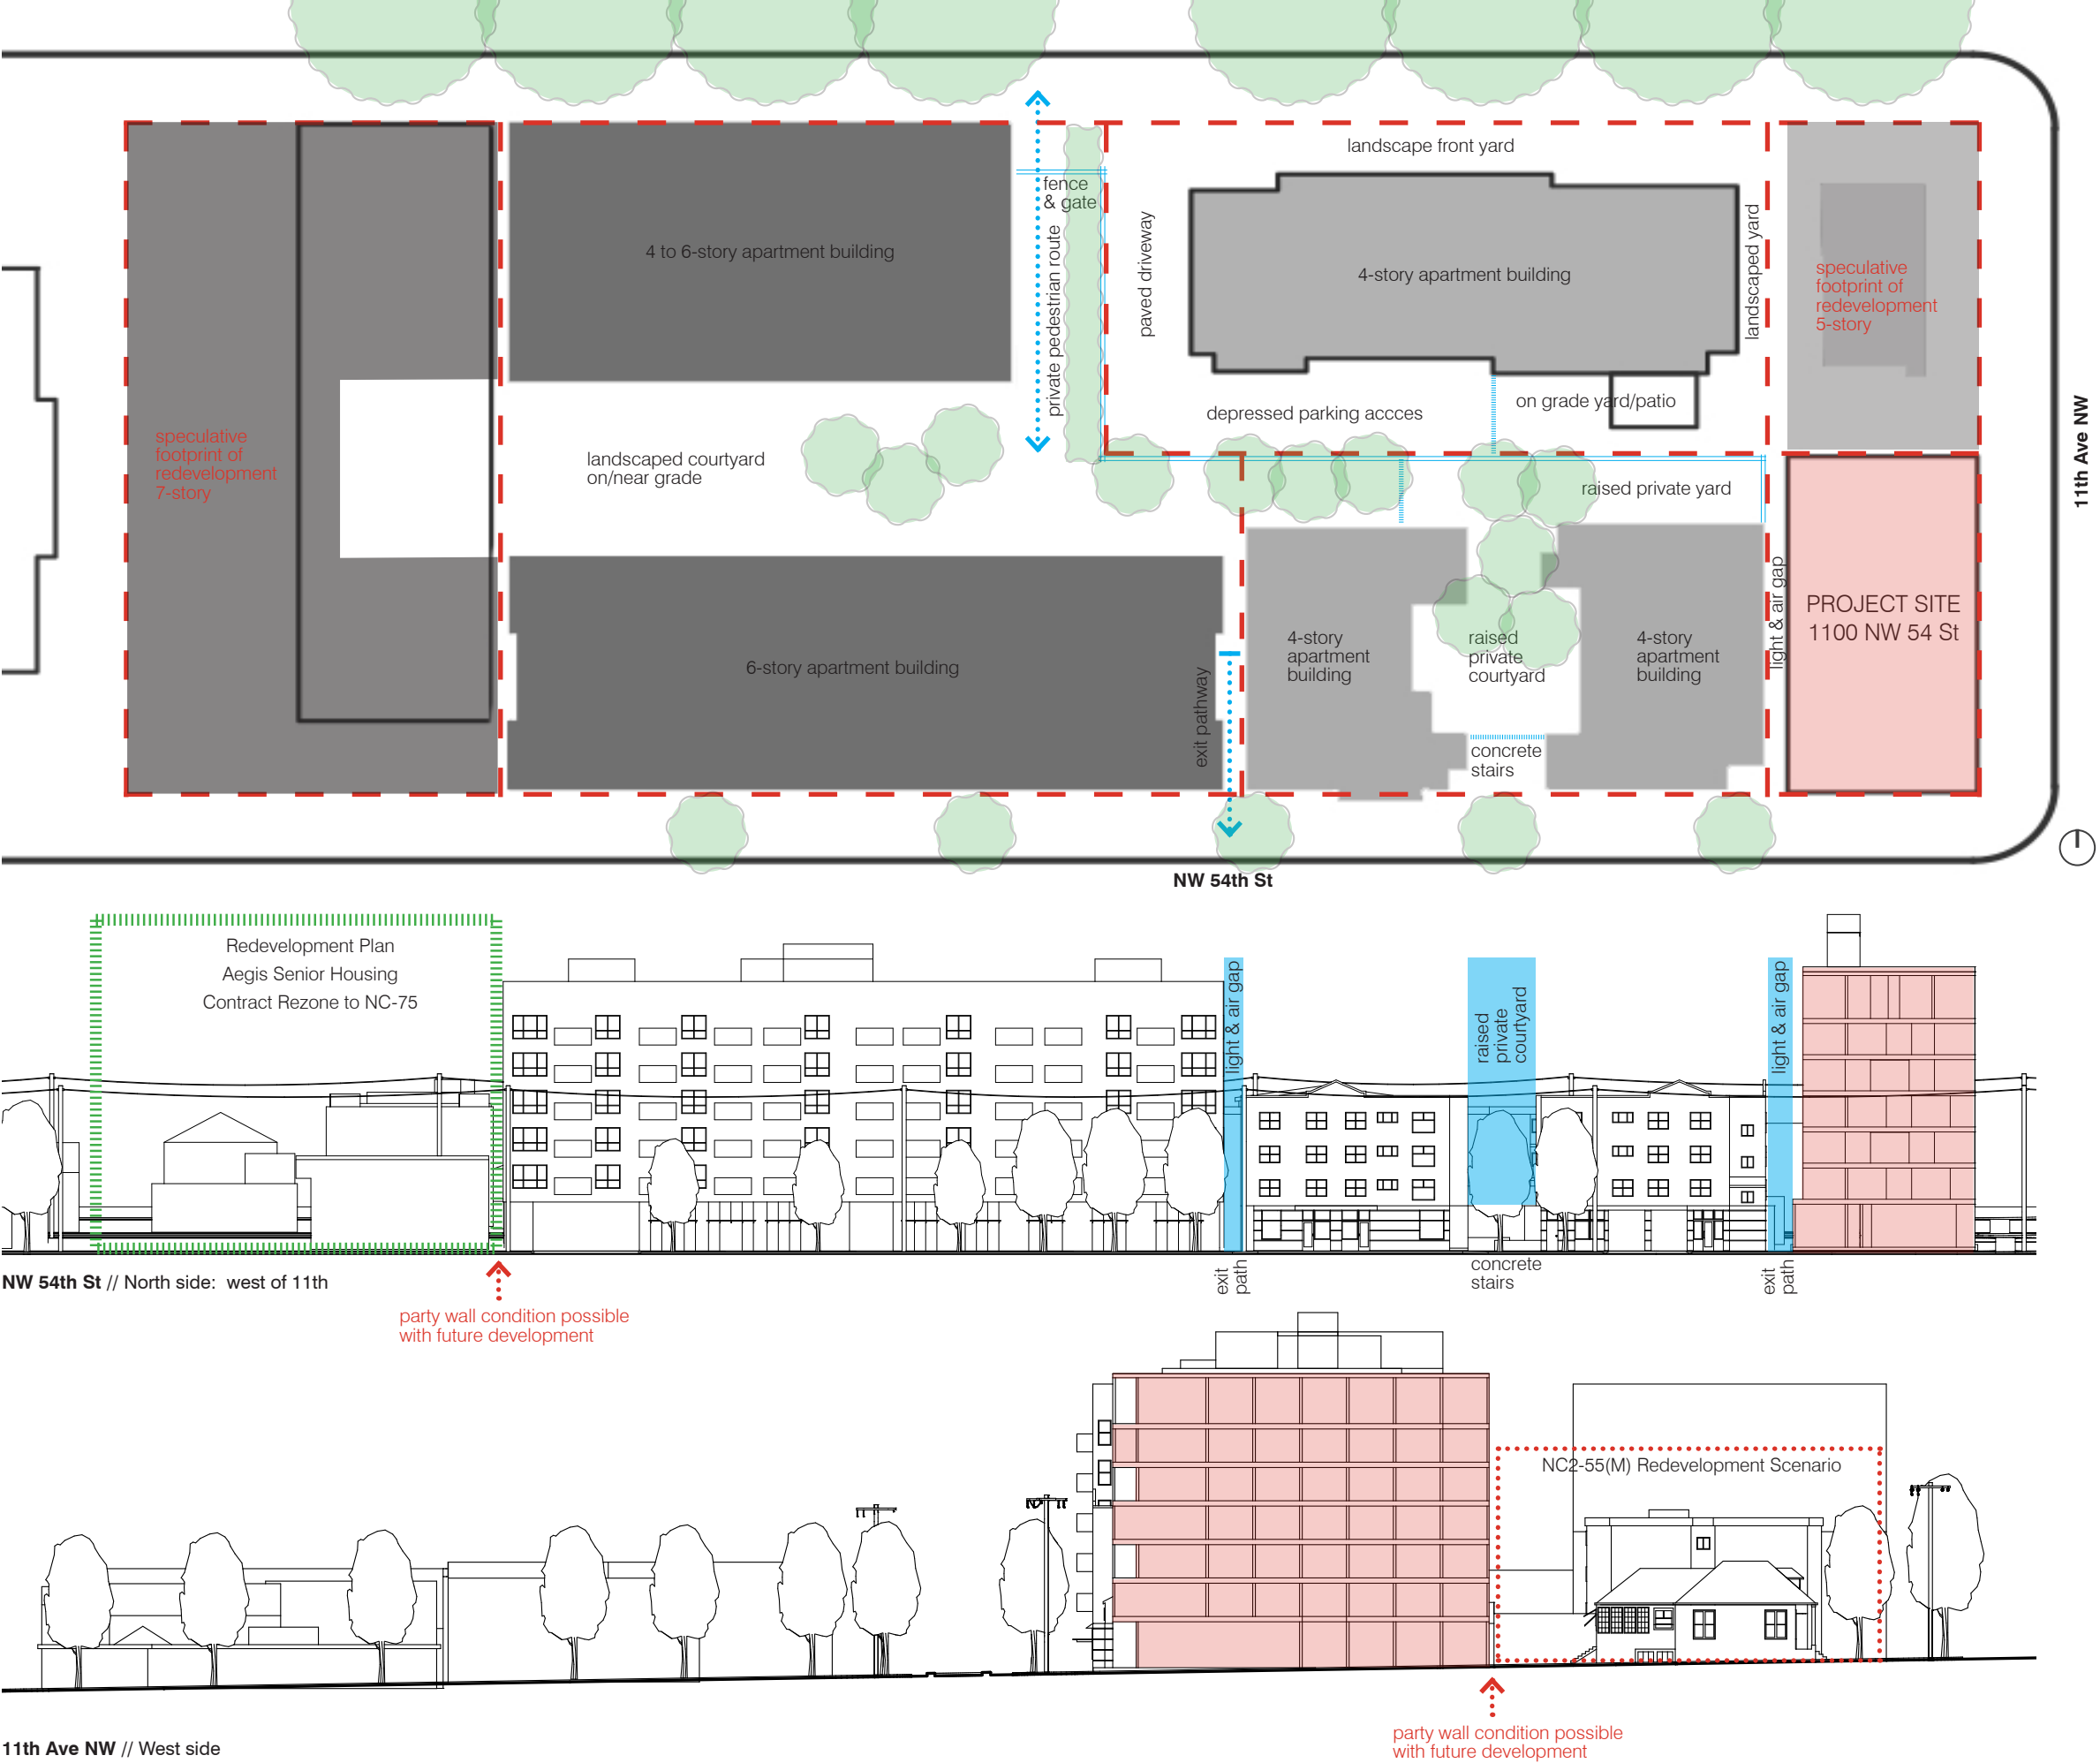 landscape front yard
fence
& gate
private pedestrian route
paved driveway
landscaped yard
4 to 6-story apartment building
4-story apartment building
speculative
footprint of
redevelopment
5-story
11th Ave NW
on grade yard/patio
depressed parking accces
speculative
footprint of
redevelopment
7-story
landscaped courtyard
on/near grade
raised private yard
light & air gap
PROJECT SITE
1100 NW 54 St
6-story apartment building
exit pathway
4-story
apartment
building
raised
private
courtyard
4-story
apartment
building
concrete
stairs
NW 54th St
Redevelopment Plan
Aegis Senior Housing
Contract Rezone to NC-75
light & air gap
raised
private
courtyard
light & air gap
NW 54th St // North side: west of 11th
exit
path
concrete
stairs
exit
path
party wall condition possible
with future development
NC2-55(M) Redevelopment Scenario
party wall condition possible
with future development
11th Ave NW // West side